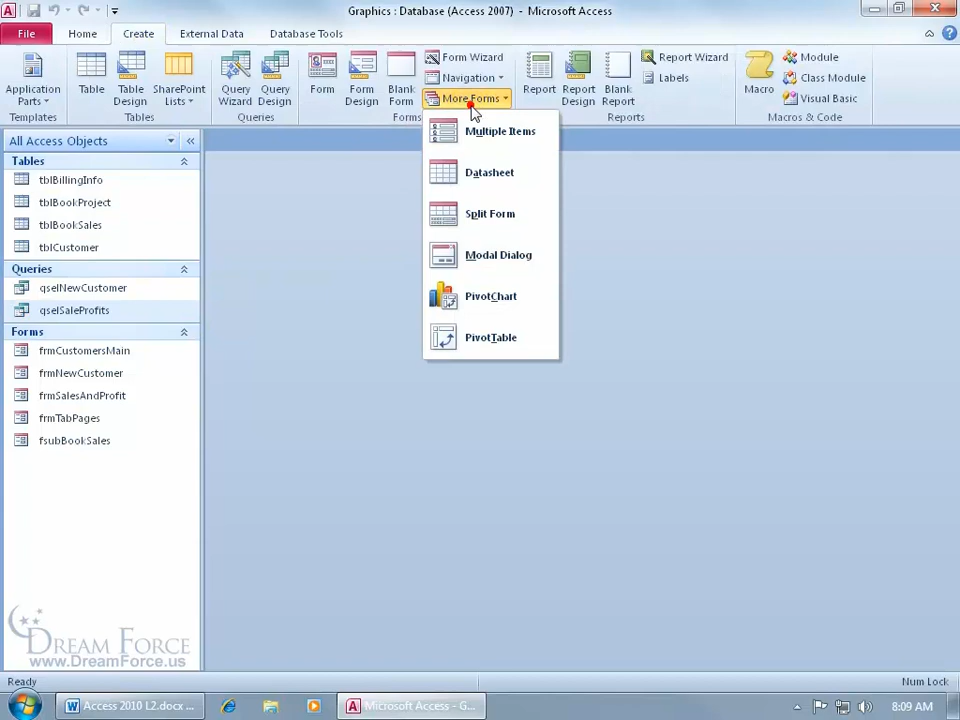 Graphics : Database (Access 2007) - Microsoft Access
File Home Create External Data Database Tools
Application Parts
Table
Table Design
SharePoint Lists
Query Wizard
Query Design
Form
Form Design
Blank Form
Form Wizard
Navigation
More Forms
Report
Report Design
Blank Report
Report Wizard
Labels
Macro
Module
Class Module
Visual Basic
Templates Tables Queries Forms Reports Macros & Code
Multiple Items
Datasheet
Split Form
Modal Dialog
PivotChart
PivotTable
All Access Objects
Tables
tblBillingInfo
tblBookProject
tblBookSales
tblCustomer
Queries
qselNewCustomer
qselSaleProfits
Forms
frmCustomersMain
frmNewCustomer
frmSalesAndProfit
frmTabPages
fsubBookSales
DREAM FORCE
www.DreamForce.us
Ready Num Lock
Access 2010 L2.docx ... Microsoft Access - G... 8:09 AM